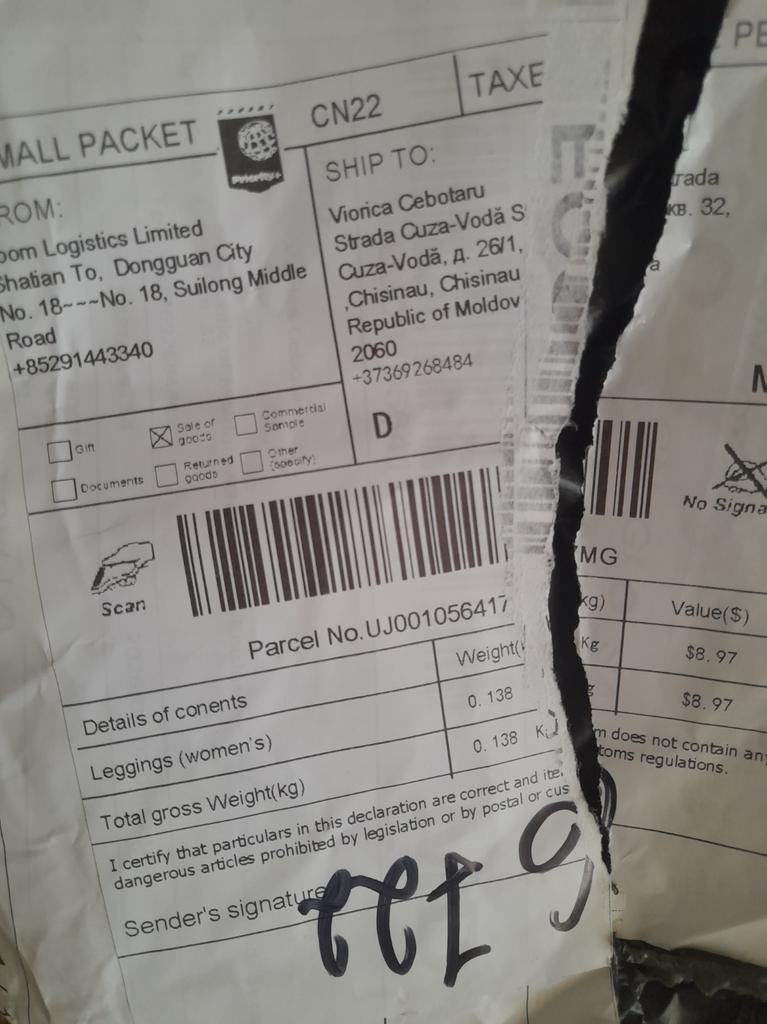 MALL PACKET
Priority+
CN22
TAXE
PE
ROM:
oom Logistics Limited
Shatian To, Dongguan City
No. 18~~~No. 18, Suilong Middle
Road
+85291443340
SHIP TO:
Viorica Cebotaru
Strada Cuza-Vodă S
trada
Cuza-Vodă, д. 26/1,
кв. 32,
,Chisinau, Chisinau
a
Republic of Moldov
2060
+37369268484
D
M
Gift
Sale of goods
Commercial Sample
Documents
Returned goods
Other (specify)
Scan
No Signa
Parcel No.UJ001056417
MG
Details of conents
Weight(
kg)
Value($)
Leggings (women's)
0. 138
Kg
$8. 97
Total gross Weight(kg)
0. 138
K
g
$8. 97
I certify that particulars in this declaration are correct and ite
m does not contain any
dangerous articles prohibited by legislation or by postal or cus
toms regulations.
Sender's signature